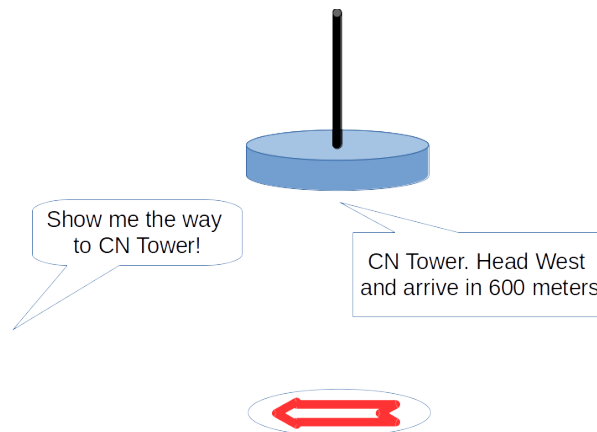 Show me the way
to CN Tower!
CN Tower. Head West
and arrive in 600 meters